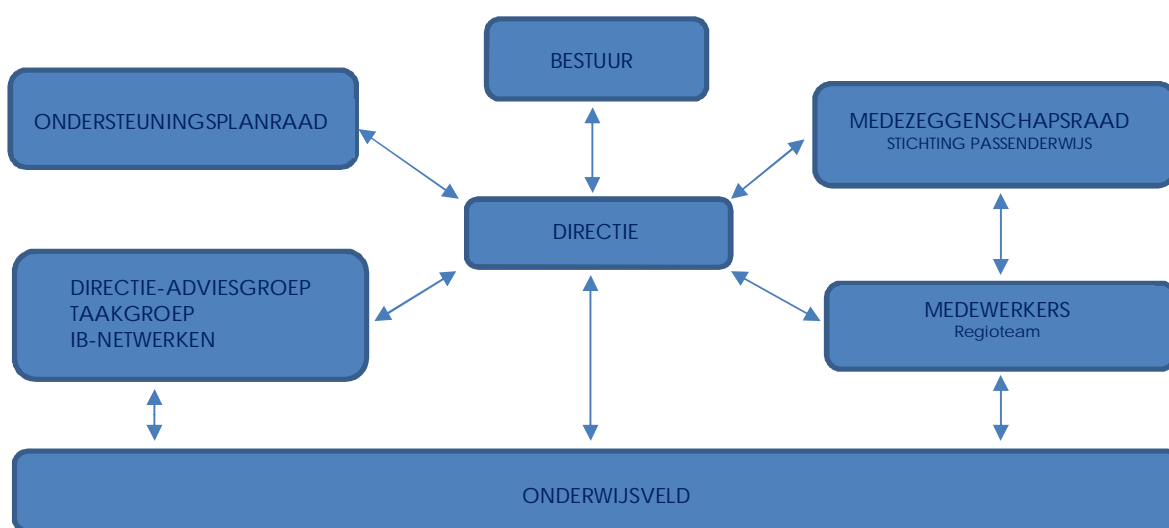 BESTUUR
ONDERSTEUNINGSPLANRAAD
MEDEZEGGENSCHAPSRAAD
STICHTING PASSENDERWIJS
DIRECTIE
DIRECTIE-ADVIESGROEP
TAAKGROEP
IB-NETWERKEN
MEDEWERKERS
Regioteam
ONDERWIJSVELD